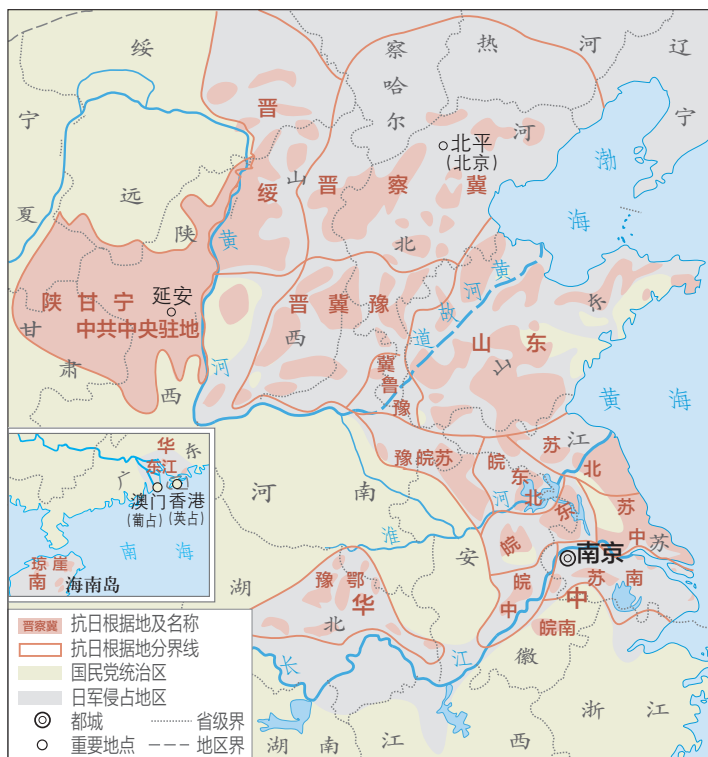 绥
察哈尔
热河
辽宁
宁夏
远
晋绥
山西
晋察冀
河北
北平
(北京)
渤海
陕西
黄河
陕甘宁
延安
中共中央驻地
甘肃
晋冀豫
冀鲁豫
黄河故道
山东
山东
黄海
河南
豫皖苏
皖东北
苏北
江苏
苏中
淮河
皖东
南京
苏南
皖中
皖南
安徽
豫鄂
湖北
华中
长江
浙江
江西
湖南
华南
东江
广东
澳门
(葡占)
香港
(英占)
南海
琼崖
海南岛
晋察冀
抗日根据地及名称
抗日根据地分界线
国民党统治区
日军侵占地区
都城
省级界
重要地点
地区界